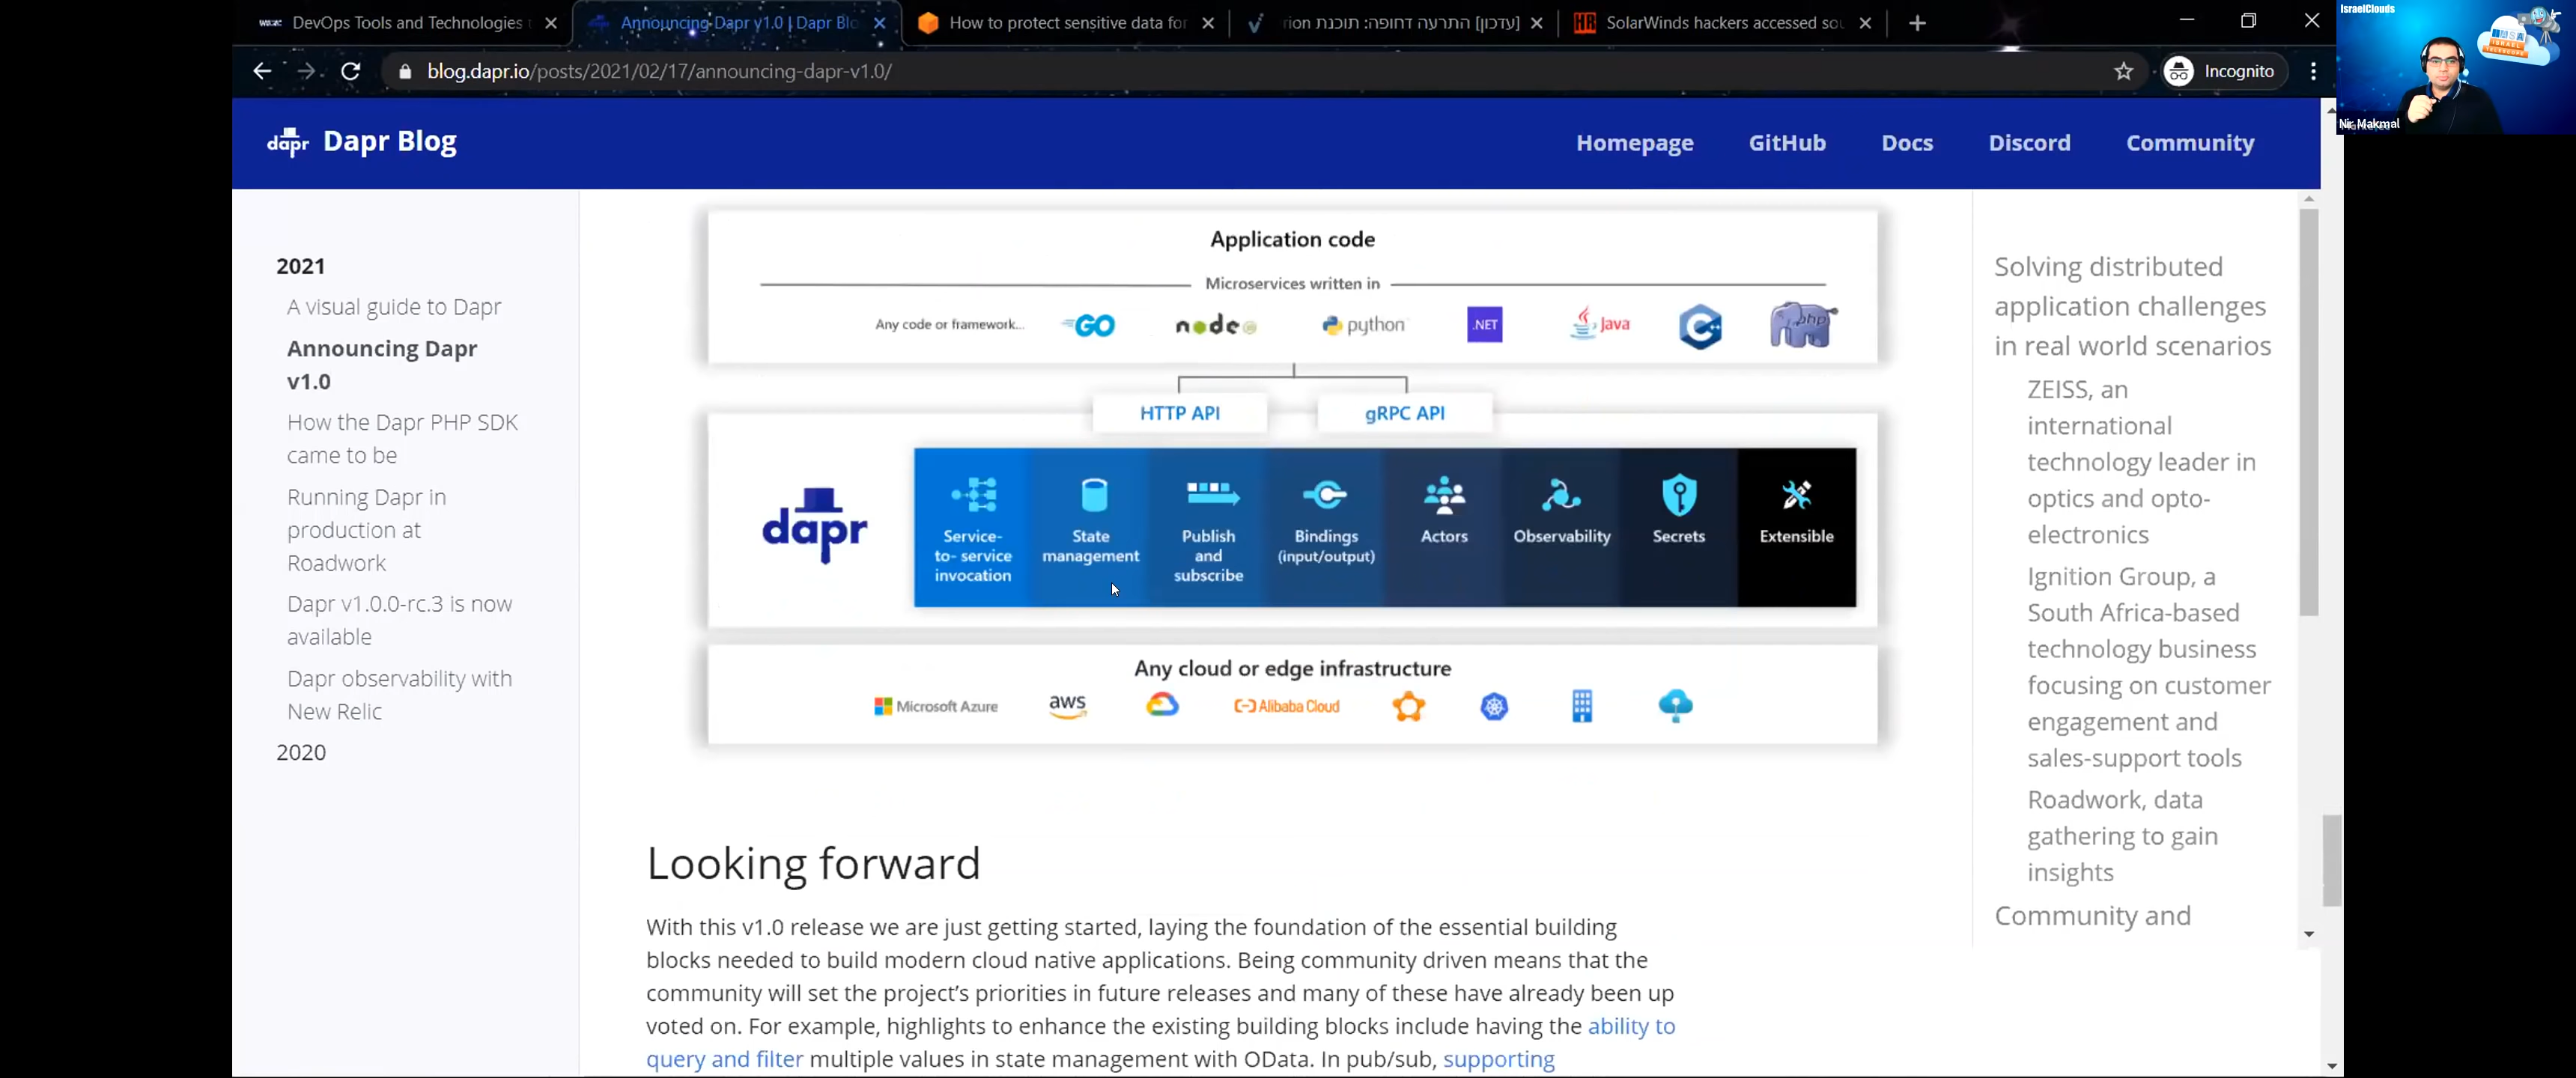 DevOps Tools and Technologies
Announcing Dapr v1.0 | Dapr Blo
How to protect sensitive data for
[עדכון] התרעה דחופה: תוכנת rion
SolarWinds hackers accessed sou
blog.dapr.io/posts/2021/02/17/announcing-dapr-v1.0/
Incognito
IsraelClouds
Nir Makmal
dapr Dapr Blog
Homepage
GitHub
Docs
Discord
Community
2021
A visual guide to Dapr
Announcing Dapr
v1.0
How the Dapr PHP SDK
came to be
Running Dapr in
production at
Roadwork
Dapr v1.0.0-rc.3 is now
available
Dapr observability with
New Relic
2020
Application code
Microservices written in
Any code or framework...
GO
node
python
.NET
Java
C++
php
HTTP API
gRPC API
dapr
Service-
to- service
invocation
State
management
Publish
and
subscribe
Bindings
(input/output)
Actors
Observability
Secrets
Extensible
Any cloud or edge infrastructure
Microsoft Azure
aws
Alibaba Cloud
Looking forward
With this v1.0 release we are just getting started, laying the foundation of the essential building
blocks needed to build modern cloud native applications. Being community driven means that the
community will set the project's priorities in future releases and many of these have already been up
voted on. For example, highlights to enhance the existing building blocks include having the ability to
query and filter multiple values in state management with OData. In pub/sub, supporting
Solving distributed
application challenges
in real world scenarios
ZEISS, an
international
technology leader in
optics and opto-
electronics
Ignition Group, a
South Africa-based
technology business
focusing on customer
engagement and
sales-support tools
Roadwork, data
gathering to gain
insights
Community and